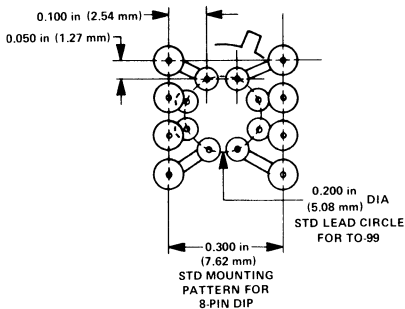 0.100 in (2.54 mm)
0.050 in (1.27 mm)
0.200 in DIA
(5.08 mm)
STD LEAD CIRCLE
FOR TO-99
0.300 in
(7.62 mm)
STD MOUNTING
PATTERN FOR
8-PIN DIP